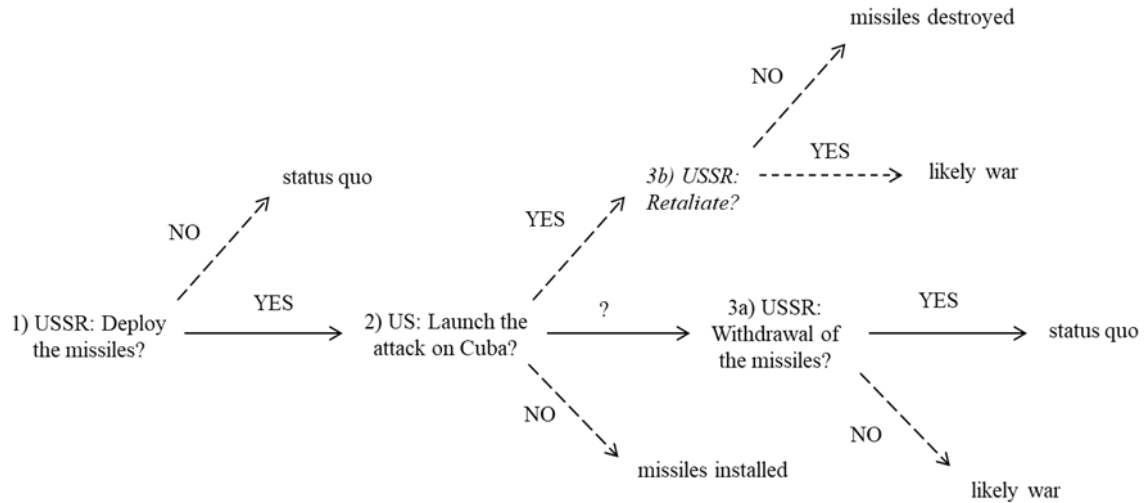 missiles destroyed
NO
YES
3b) USSR:
Retaliate?
likely war
status quo
NO
YES
YES
1) USSR: Deploy
the missiles?
2) US: Launch the
attack on Cuba?
?
3a) USSR:
Withdrawal of
the missiles?
YES
status quo
NO
missiles installed
NO
likely war